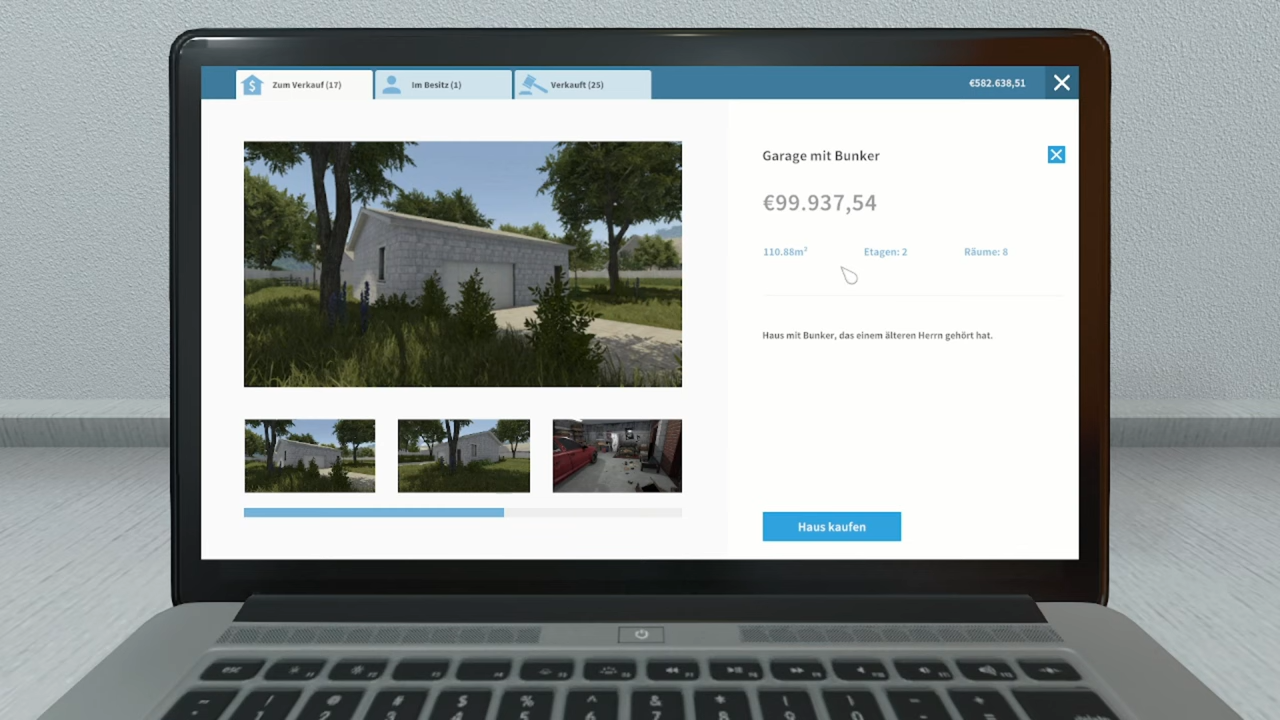 Zum Verkauf (17)
Im Besitz (1)
Verkauft (25)
€582.638,51
Garage mit Bunker
€99.937,54
110.88m²
Etagen: 2
Räume: 8
Haus mit Bunker, das einem älteren Herrn gehört hat.
Haus kaufen
esc